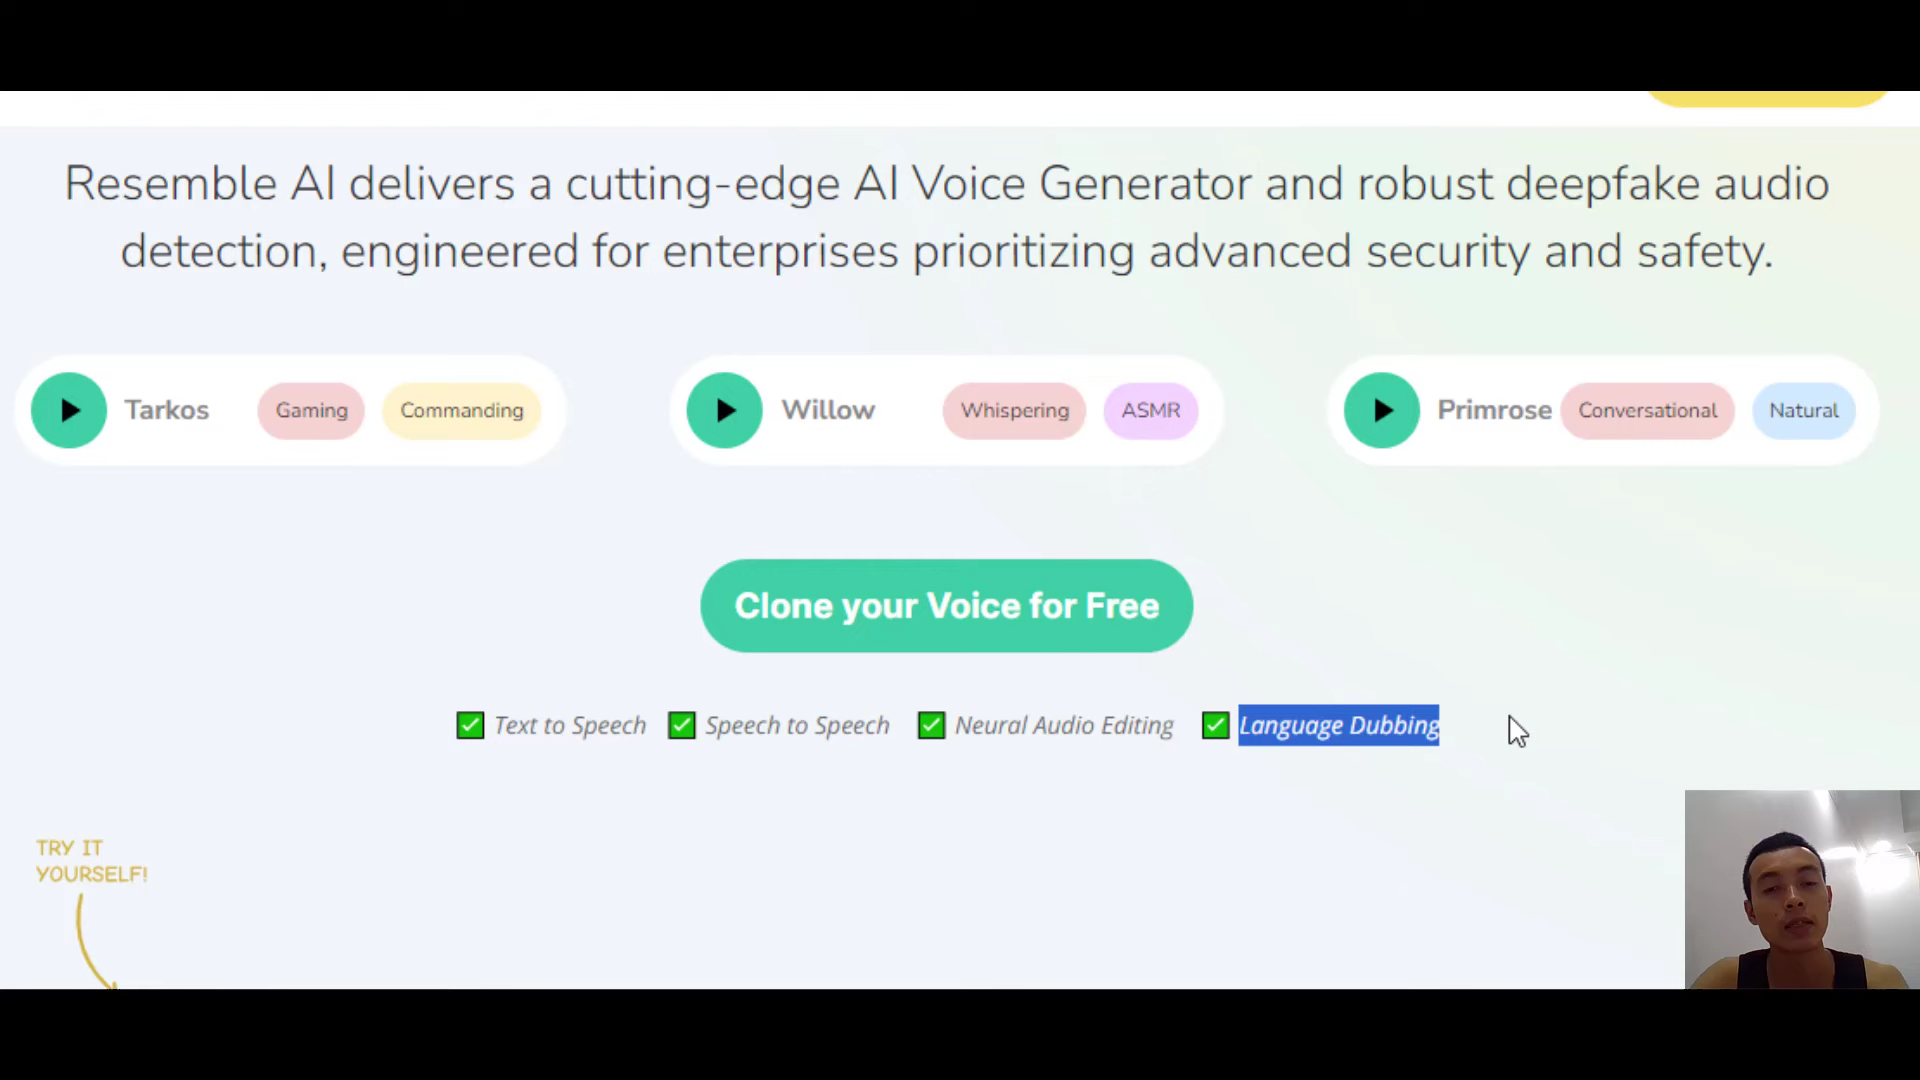 Resemble AI delivers a cutting-edge AI Voice Generator and robust deepfake audio
detection, engineered for enterprises prioritizing advanced security and safety.
Tarkos Gaming Commanding Willow Whispering ASMR Primrose Conversational Natural
Clone your Voice for Free
Text to Speech Speech to Speech Neural Audio Editing Language Dubbing
TRY IT
YOURSELF!